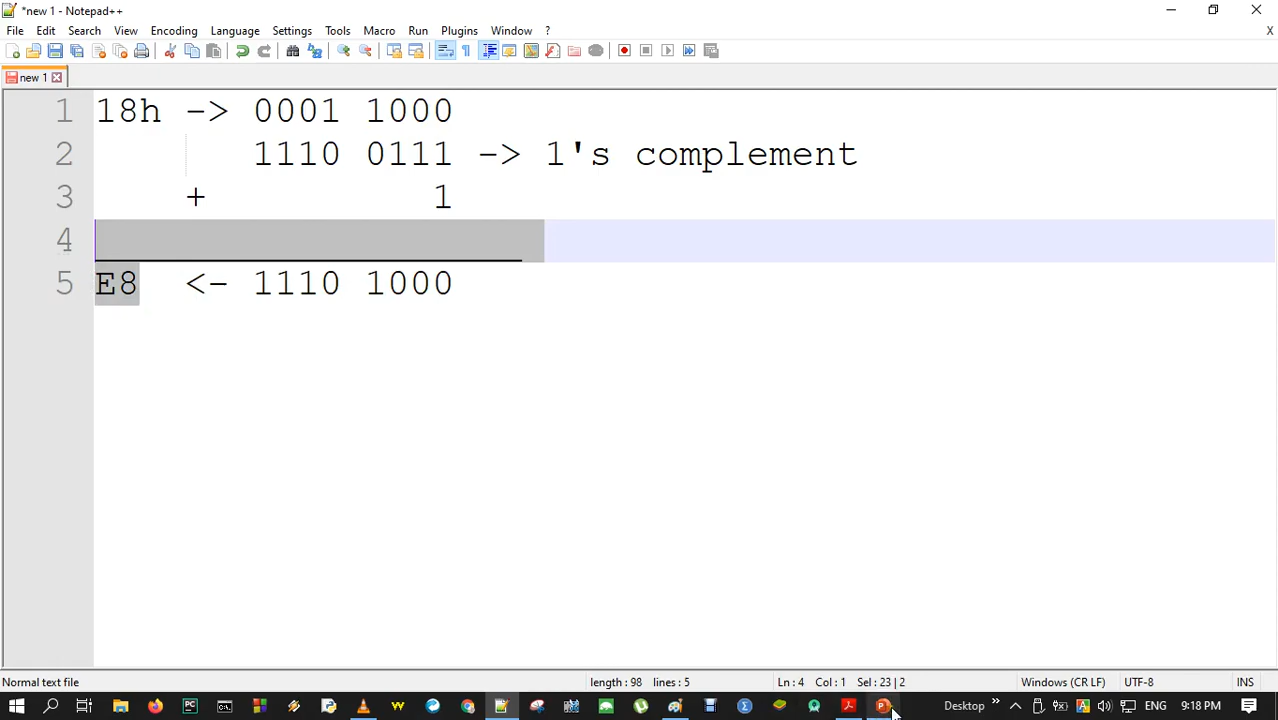 *new 1 - Notepad++
File Edit Search View Encoding Language Settings Tools Macro Run Plugins Window ? X
new 1
1 18h -> 0001 1000
2 1110 0111 -> 1's complement
3 + 1
4 ___________________
5 E8 <- 1110 1000
Normal text file length : 98 lines : 5 Ln : 4 Col : 1 Sel : 23 | 2 Windows (CR LF) UTF-8 INS
Desktop » ENG 9:18 PM